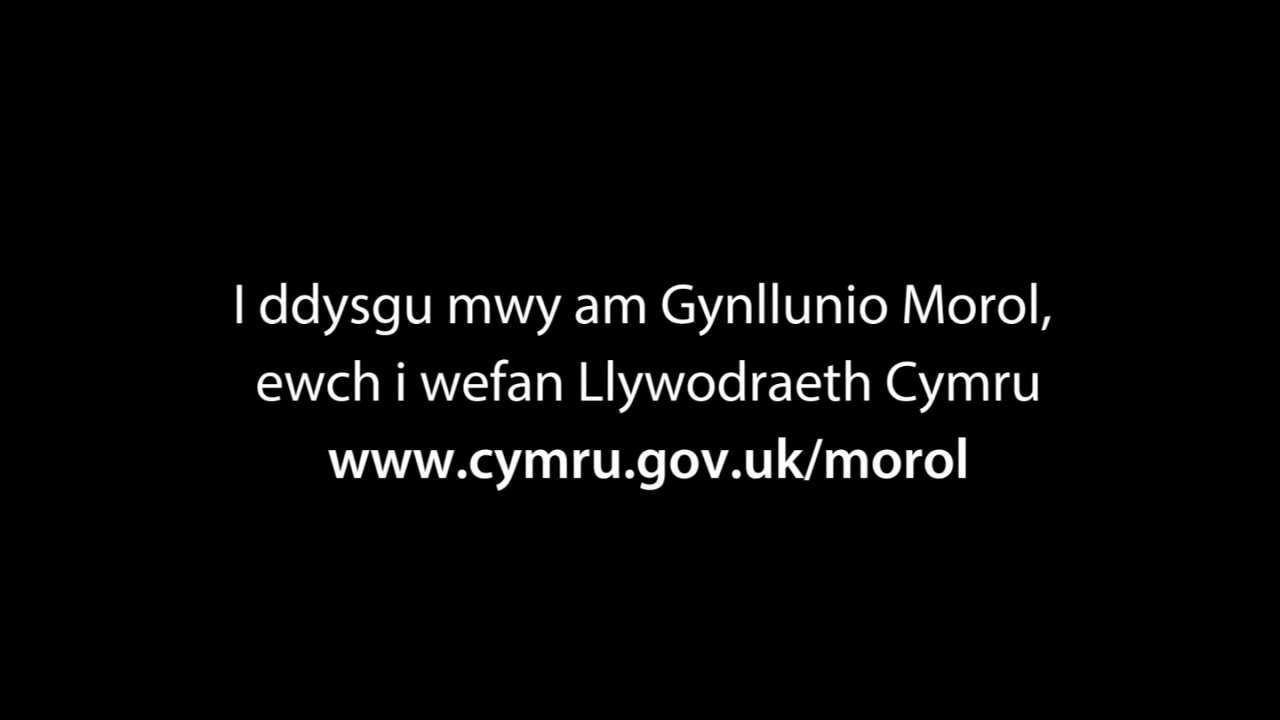 I ddysgu mwy am Gynllunio Morol,
ewch i wefan Llywodraeth Cymru
www.cymru.gov.uk/morol